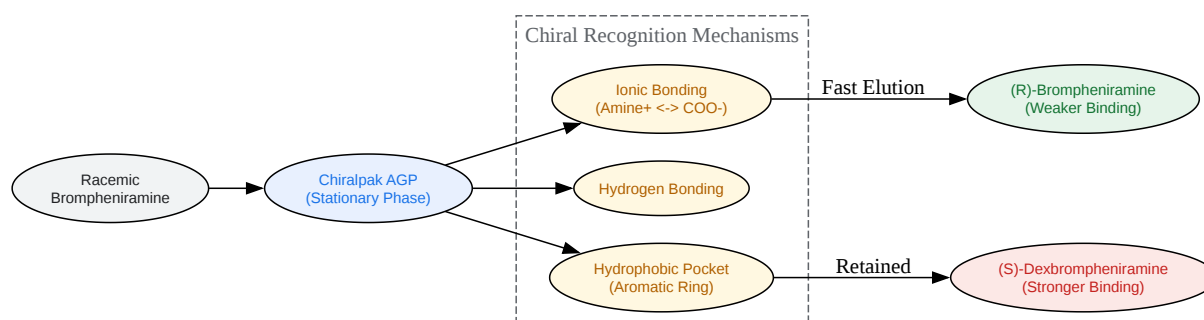 Chiral Recognition Mechanisms
Racemic
Brompheniramine
Chiralpak AGP
(Stationary Phase)
Ionic Bonding
(Amine+ <-> COO-)
Hydrogen Bonding
Hydrophobic Pocket
(Aromatic Ring)
Fast Elution
(R)-Brompheniramine
(Weaker Binding)
Retained
(S)-Dexbrompheniramine
(Stronger Binding)